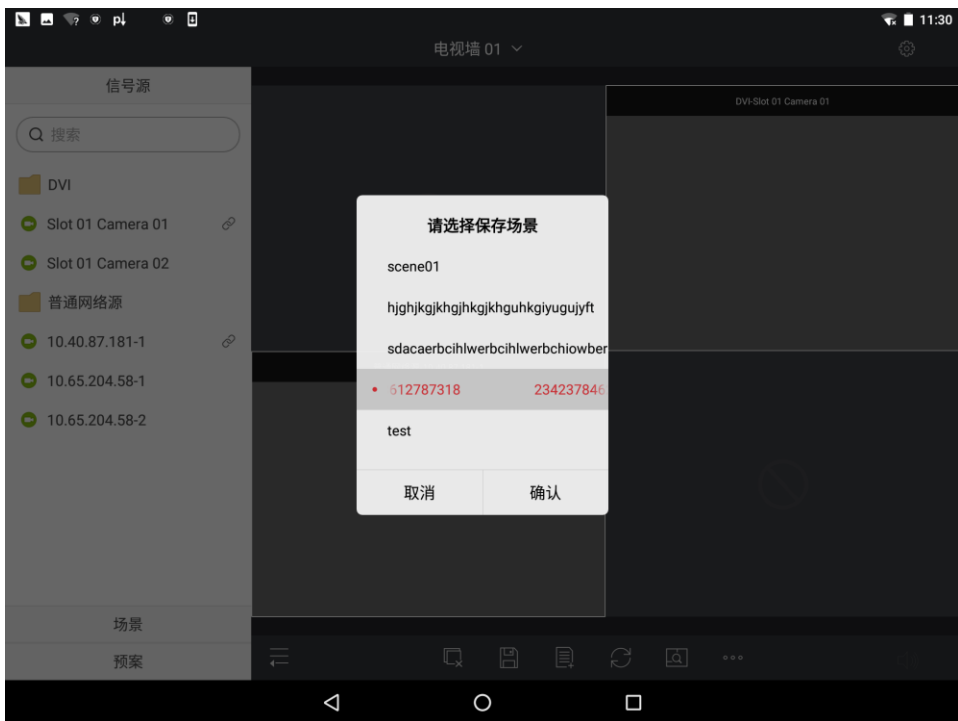 11:30
电视墙 01
信号源
DVI-Slot 01 Camera 01
搜索
DVI
Slot 01 Camera 01
Slot 01 Camera 02
普通网络源
10.40.87.181-1
10.65.204.58-1
10.65.204.58-2
场景
预案
请选择保存场景
scene01
hjghjkgjkhgjhkgjkhguhkgiyugujyft
sdacaerbcihlwerbcihlwerbchiowber
612787318 234237846
test
取消 确认